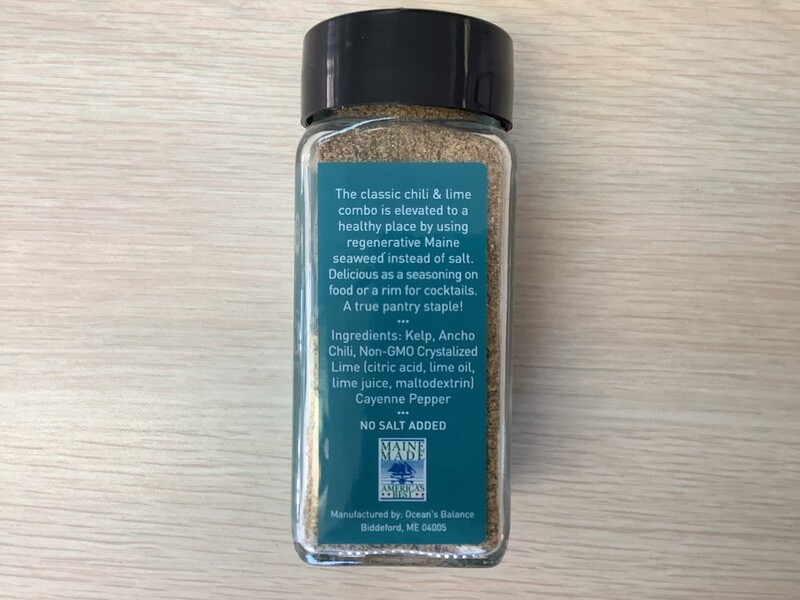 The classic chili & lime
combo is elevated to a
healthy place by using
regenerative Maine
seaweed instead of salt.
Delicious as a seasoning on
food or a rim for cocktails.
A true pantry staple!
•••
Ingredients: Kelp, Ancho
Chili, Non-GMO Crystalized
Lime (citric acid, lime oil,
lime juice, maltodextrin)
Cayenne Pepper
•••
NO SALT ADDED
MAINE
MADE
AMERICA'S
BEST
Manufactured by: Ocean's Balance
Biddeford, ME 04005